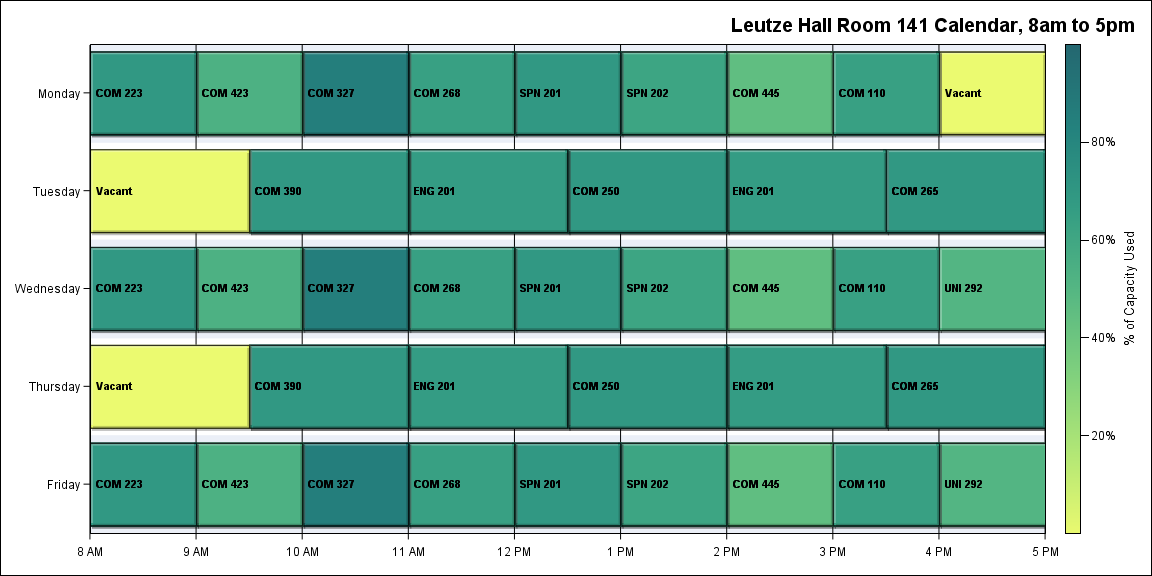 Leutze Hall Room 141 Calendar, 8am to 5pm
Monday COM 223 COM 423 COM 327 COM 268 SPN 201 SPN 202 COM 445 COM 110 Vacant
80%
Tuesday Vacant COM 390 ENG 201 COM 250 ENG 201 COM 265
60%
% of Capacity Used
Wednesday COM 223 COM 423 COM 327 COM 268 SPN 201 SPN 202 COM 445 COM 110 UNI 292
40%
Thursday Vacant COM 390 ENG 201 COM 250 ENG 201 COM 265
20%
Friday COM 223 COM 423 COM 327 COM 268 SPN 201 SPN 202 COM 445 COM 110 UNI 292
8 AM 9 AM 10 AM 11 AM 12 PM 1 PM 2 PM 3 PM 4 PM 5 PM